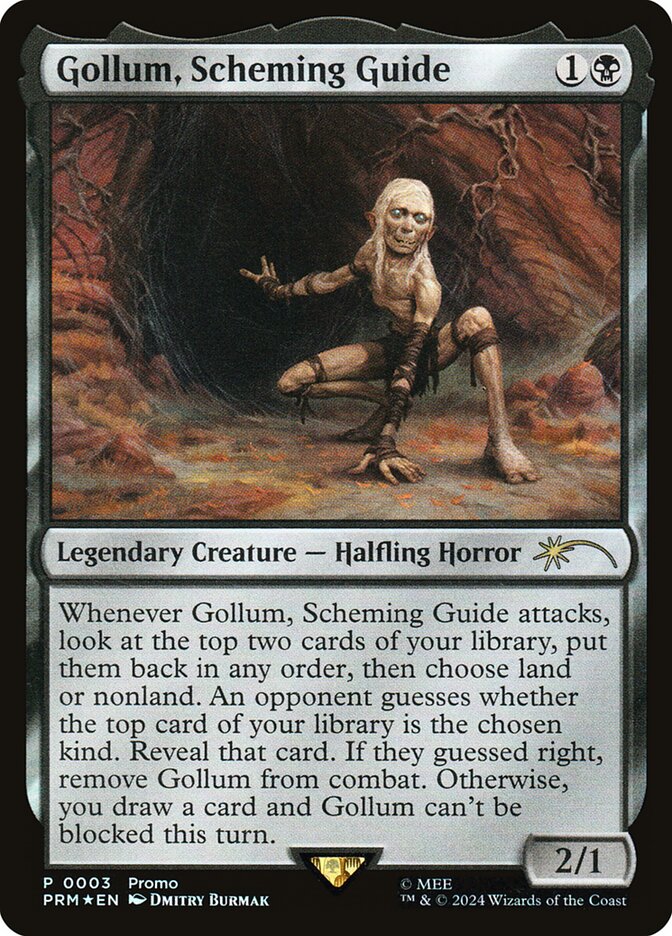 Gollum, Scheming Guide 1
Legendary Creature — Halfling Horror
Whenever Gollum, Scheming Guide attacks,
look at the top two cards of your library, put
them back in any order, then choose land
or nonland. An opponent guesses whether
the top card of your library is the chosen
kind. Reveal that card. If they guessed right,
remove Gollum from combat. Otherwise,
you draw a card and Gollum can't be
blocked this turn.
2/1
P 0003 Promo
PRM★EN Dmitry Burmak
© MEE
™ & © 2024 Wizards of the Coast